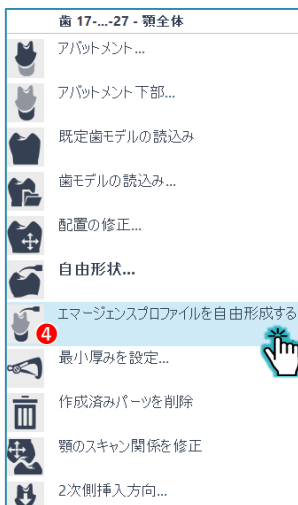 歯 17-...-27 - 顎全体
アバットメント...
アバットメント下部...
既定歯モデルの読込み
歯モデルの読込み...
配置の修正...
自由形状...
エマージェンスプロファイルを自由形成する
4
最小厚みを設定...
作成済みパーツを削除
顎のスキャン関係を修正
2次側挿入方向...